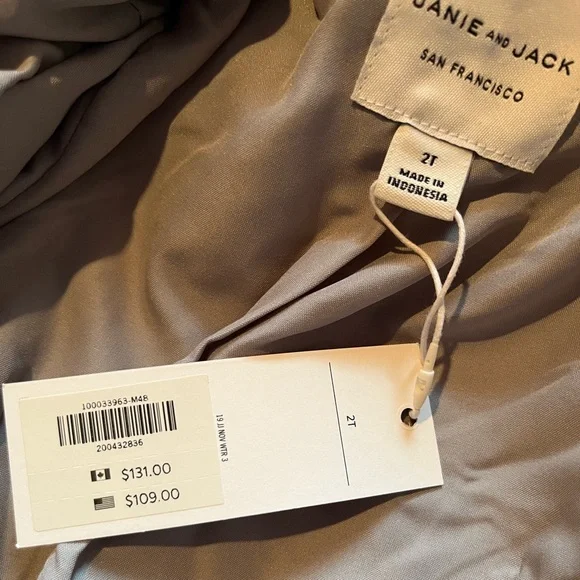 JANIE AND JACK
SAN FRANCISCO
2T
MADE IN
INDONESIA
100033963-M48
200432836
$131.00
$109.00
19 JJ NOV WTR 3
2T